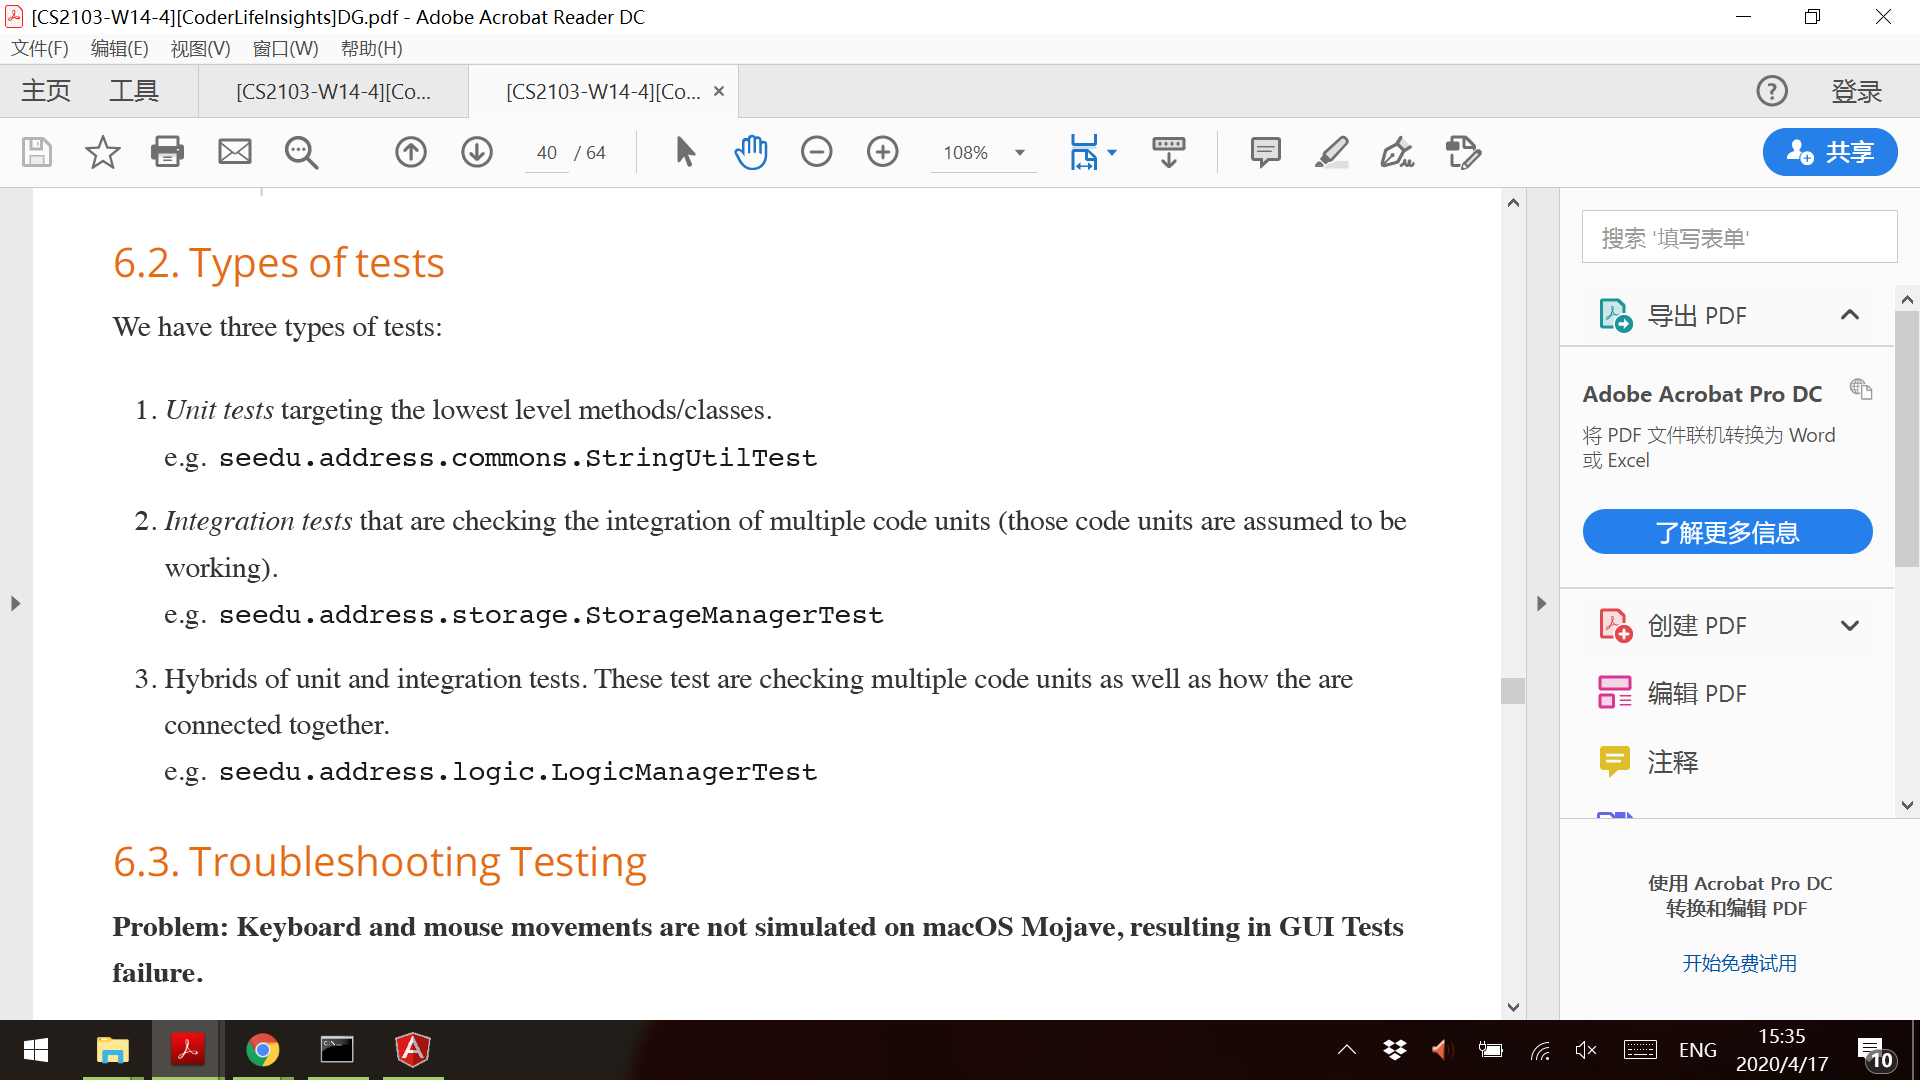 [CS2103-W14-4][CoderLifeInsights]DG.pdf - Adobe Acrobat Reader DC
文件(F) 编辑(E) 视图(V) 窗口(W) 帮助(H)
主页 工具 [CS2103-W14-4][Co... [CS2103-W14-4][Co... 登录
40 / 64 108% 共享
6.2. Types of tests
We have three types of tests:
1. Unit tests targeting the lowest level methods/classes.
e.g. seedu.address.commons.StringUtilTest
2. Integration tests that are checking the integration of multiple code units (those code units are assumed to be
working).
e.g. seedu.address.storage.StorageManagerTest
3. Hybrids of unit and integration tests. These test are checking multiple code units as well as how the are
connected together.
e.g. seedu.address.logic.LogicManagerTest
6.3. Troubleshooting Testing
Problem: Keyboard and mouse movements are not simulated on macOS Mojave, resulting in GUI Tests
failure.
搜索 '填写表单'
导出 PDF
Adobe Acrobat Pro DC
将 PDF 文件联机转换为 Word
或 Excel
了解更多信息
创建 PDF
编辑 PDF
注释
使用 Acrobat Pro DC
转换和编辑 PDF
开始免费试用
ENG
15:35
2020/4/17
10